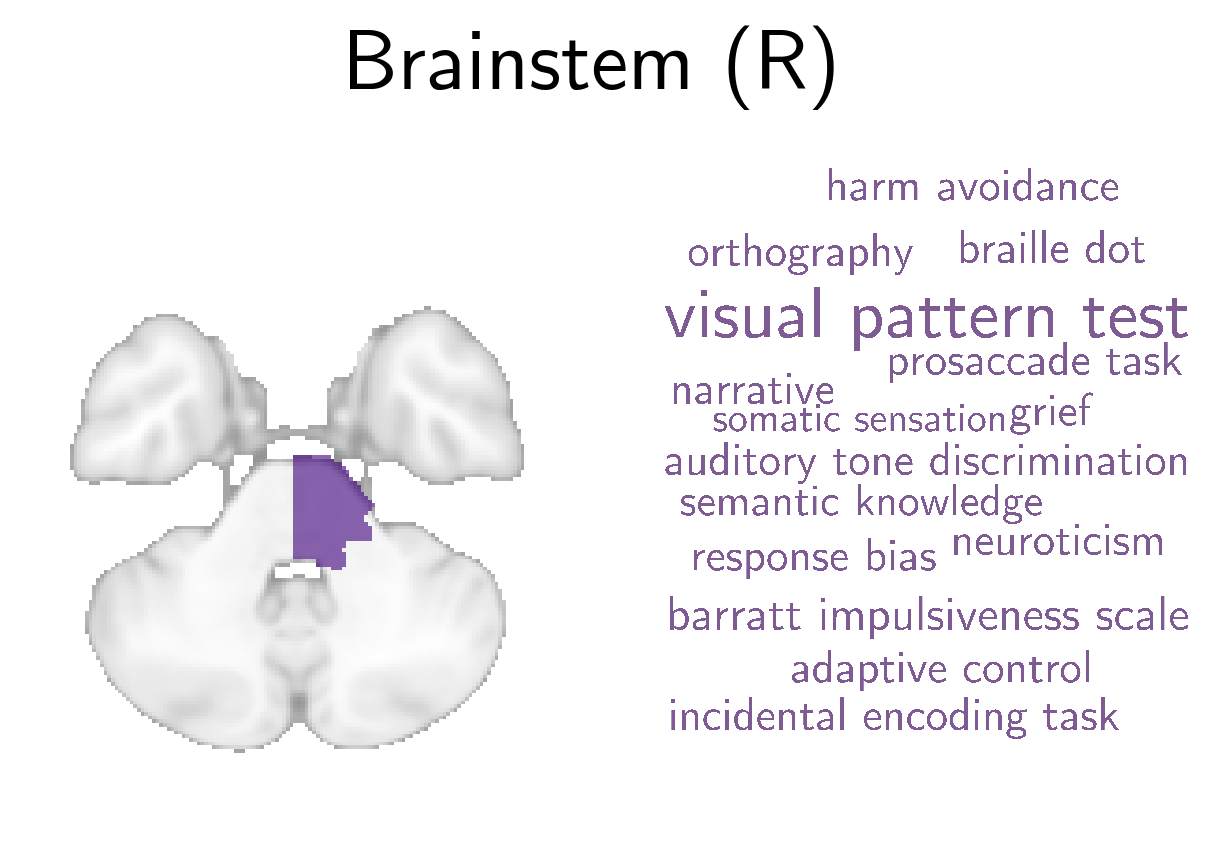 Brainstem (R)
harm avoidance
orthography braille dot
visual pattern test
prosaccade task
narrative
somatic sensation grief
auditory tone discrimination
semantic knowledge
neuroticism
response bias
barratt impulsiveness scale
adaptive control
incidental encoding task